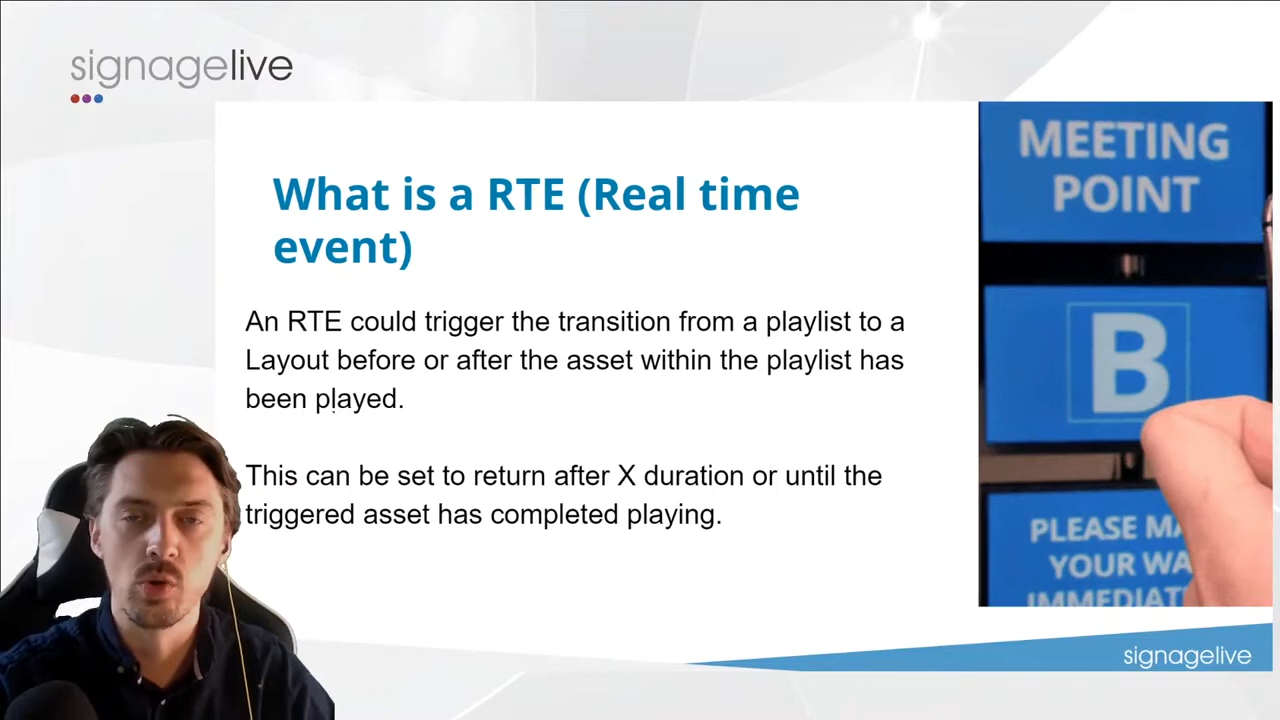 signagelive
What is a RTE (Real time
event)
An RTE could trigger the transition from a playlist to a
Layout before or after the asset within the playlist has
been played.
This can be set to return after X duration or until the
triggered asset has completed playing.
MEETING
POINT
B
PLEASE
YOUR
signagelive